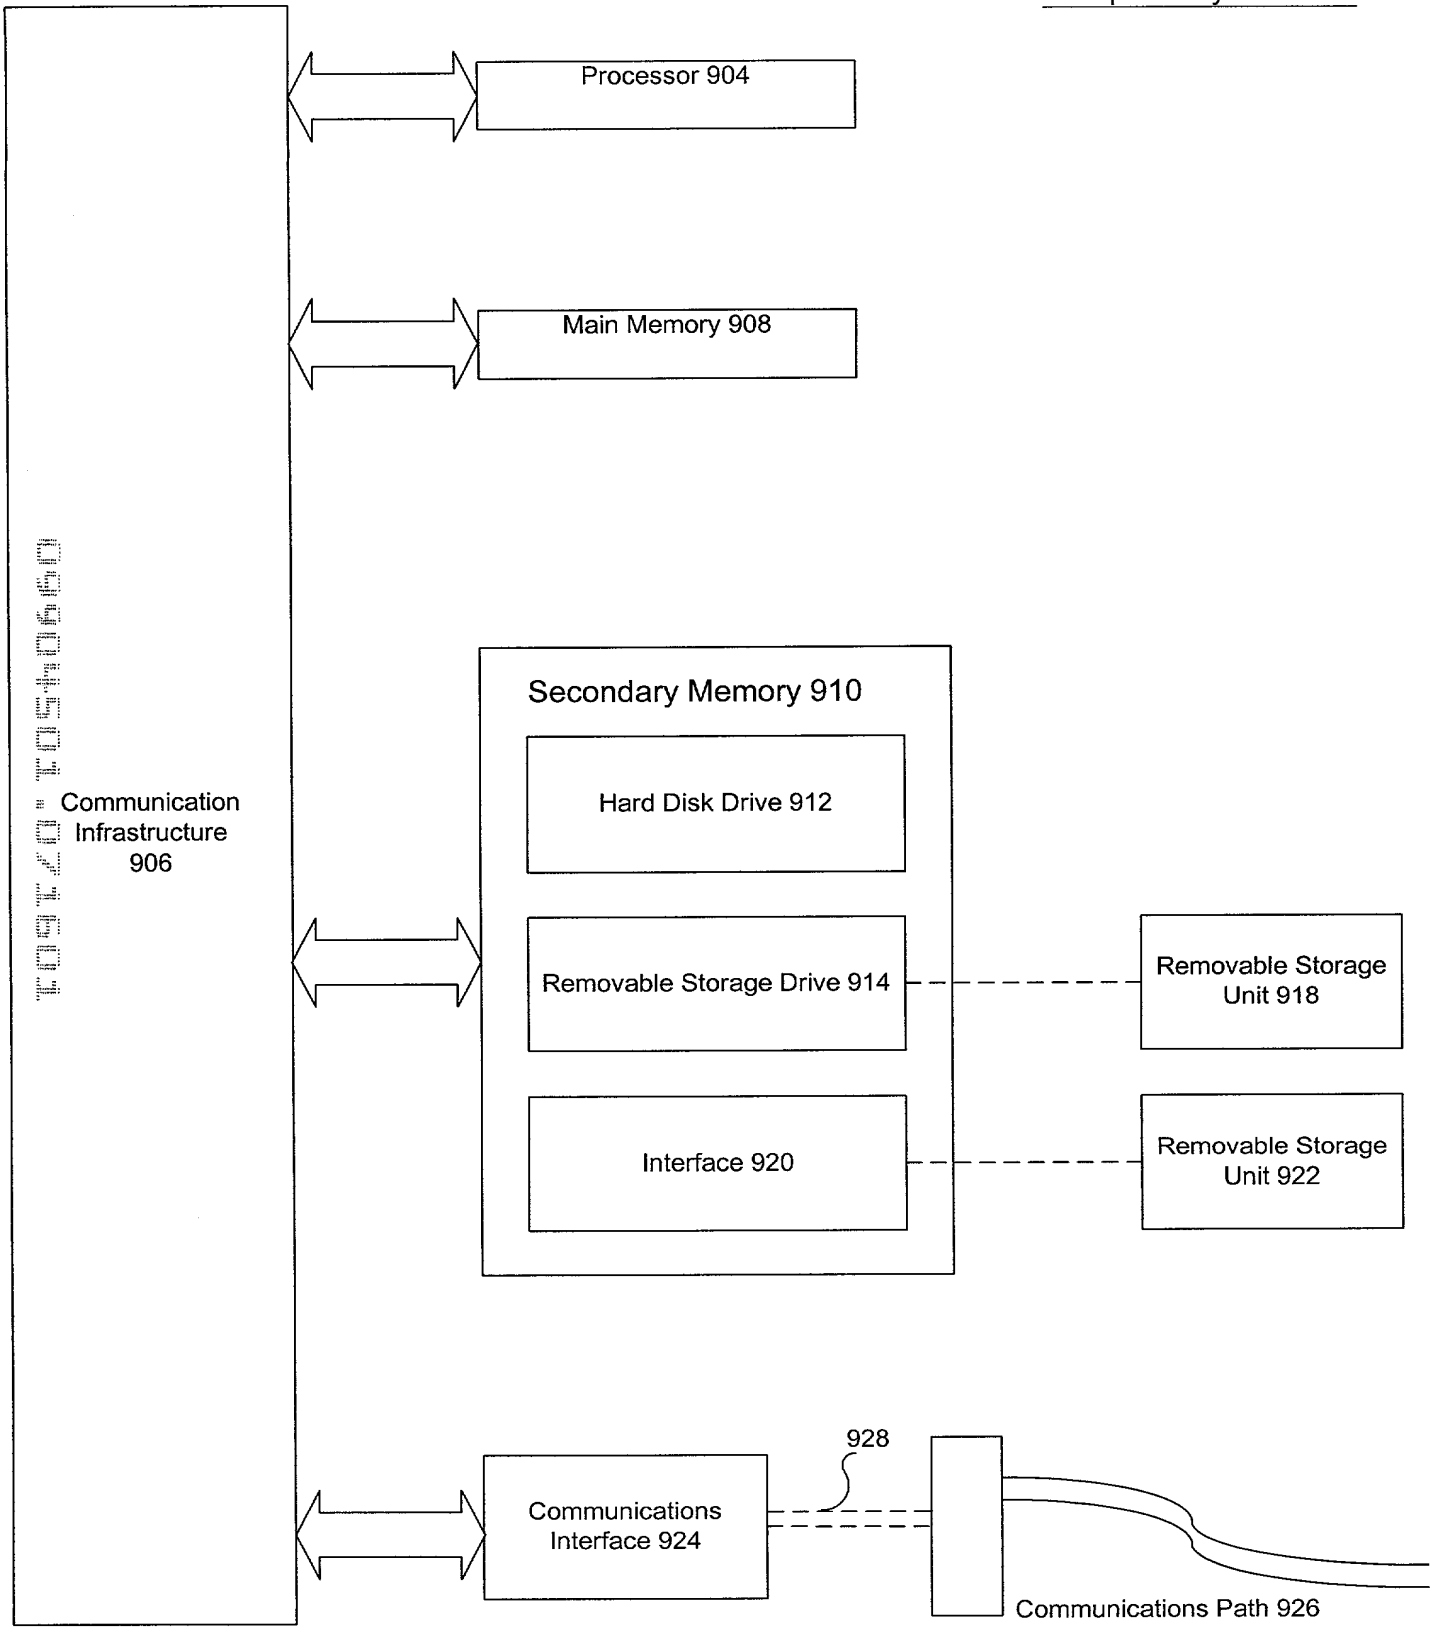 Processor 904
Main Memory 908
Secondary Memory 910
Hard Disk Drive 912
Communication
Infrastructure
906
Removable Storage Drive 914
Removable Storage
Unit 918
Interface 920
Removable Storage
Unit 922
928
Communications
Interface 924
Communications Path 926